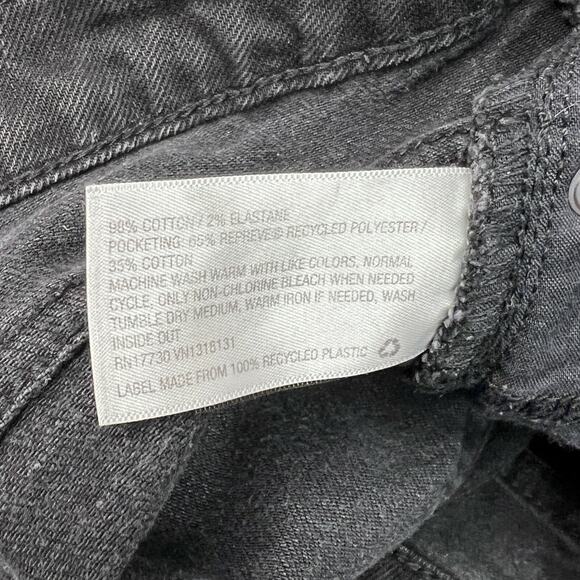 98% COTTON / 2% ELASTANE
POCKETING: 65% REPREVE® RECYCLED POLYESTER /
35% COTTON
MACHINE WASH WARM WITH LIKE COLORS, NORMAL
CYCLE, ONLY NON-CHLORINE BLEACH WHEN NEEDED
TUMBLE DRY MEDIUM, WARM IRON IF NEEDED, WASH
INSIDE OUT
RN17730 VN1318131
LABEL MADE FROM 100% RECYCLED PLASTIC